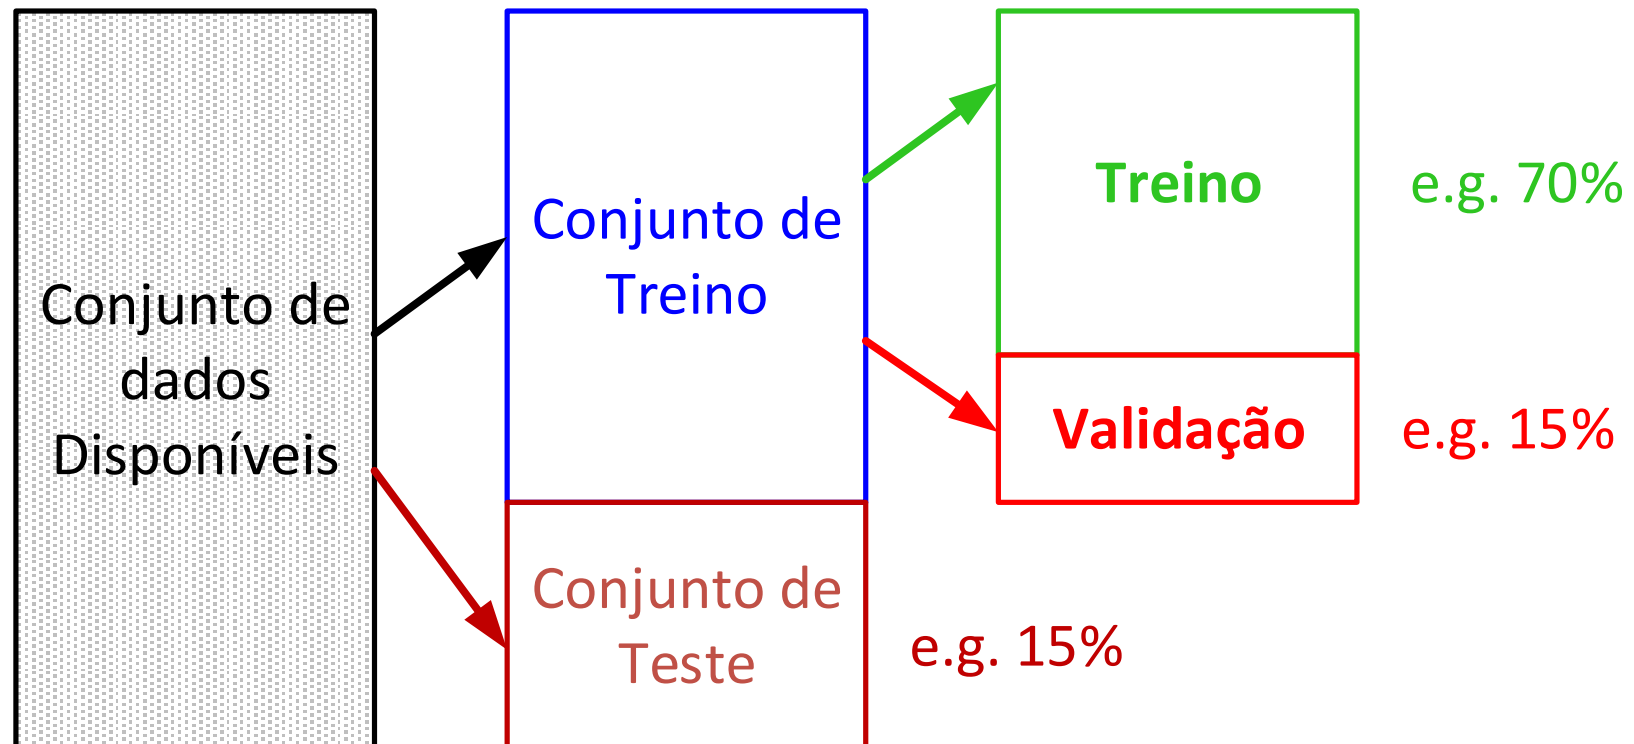 Conjunto de
dados
Disponíveis
Conjunto de
Treino
Conjunto de
Teste
e.g. 15%
Treino
e.g. 70%
Validação
e.g. 15%